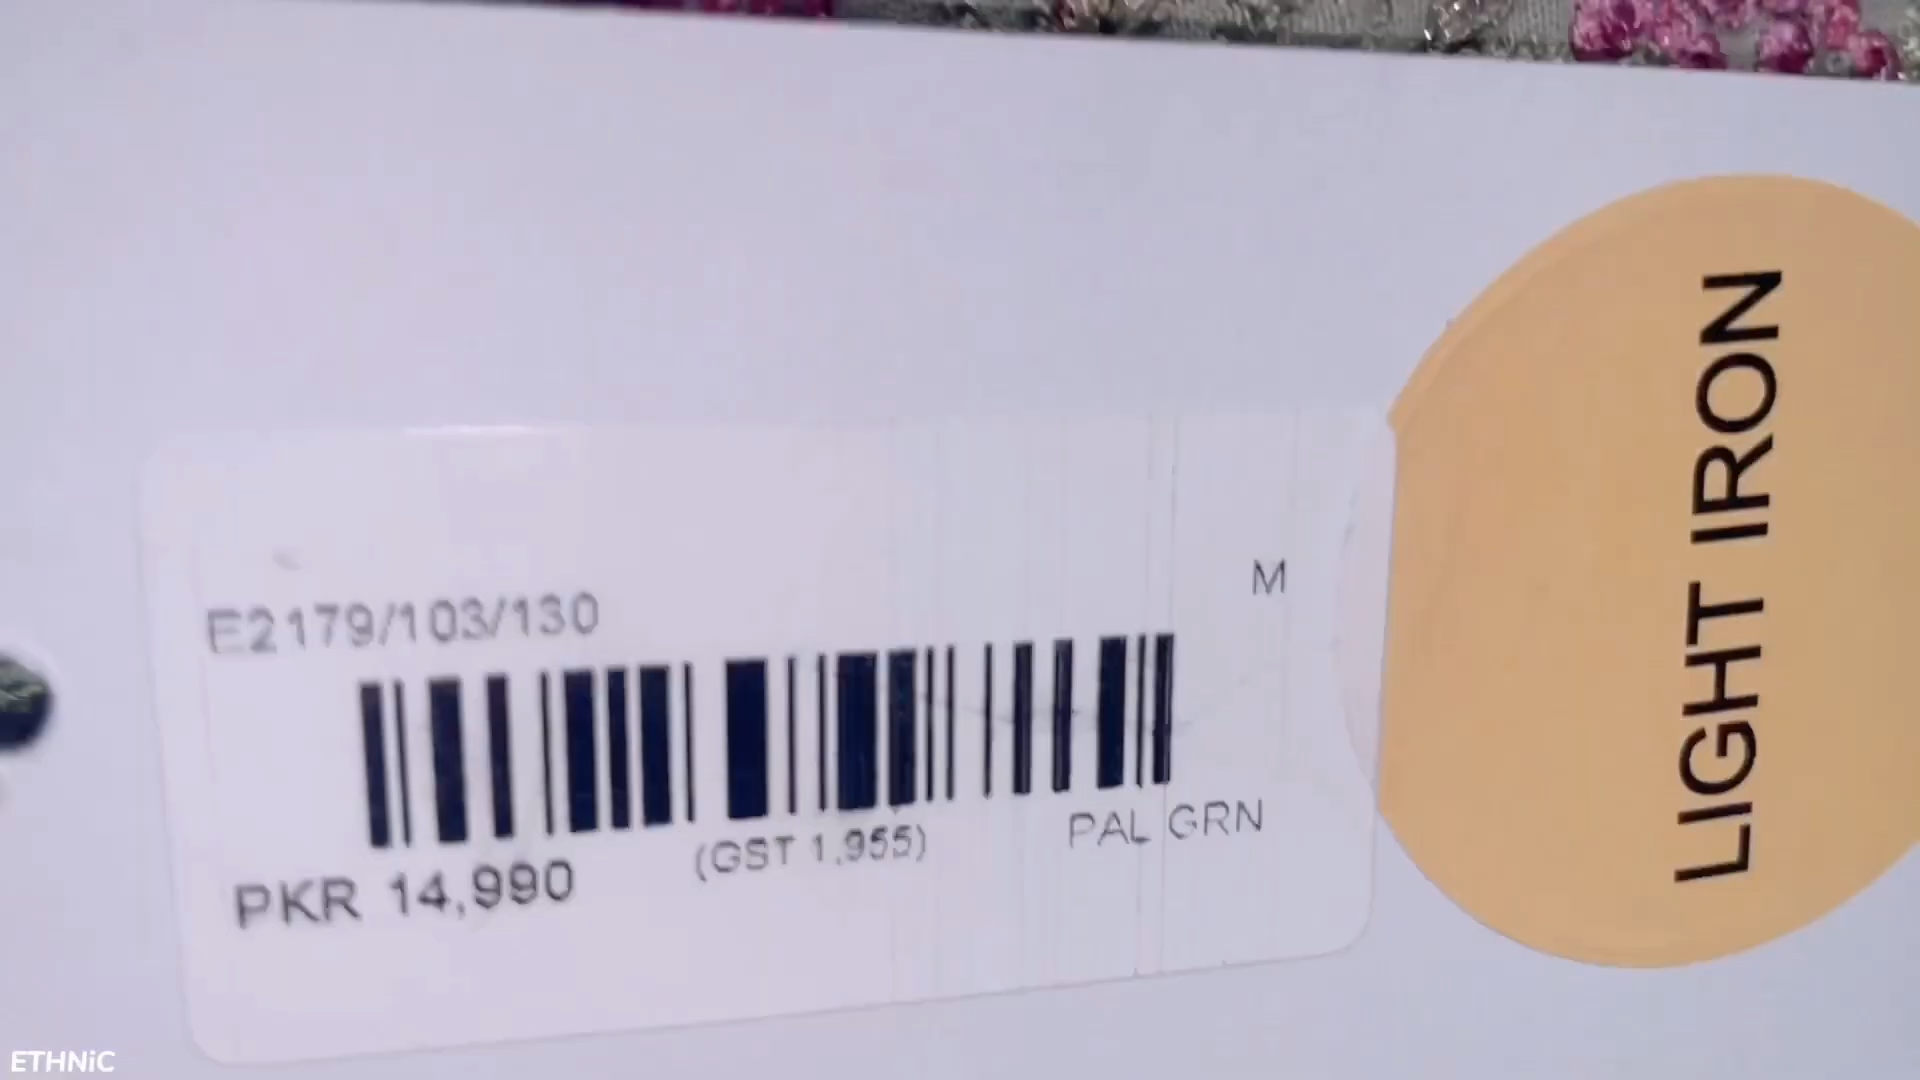 E2179/103/130
M
(GST 1,955)
PAL GRN
PKR 14,990
LIGHT IRON
ETHNiC